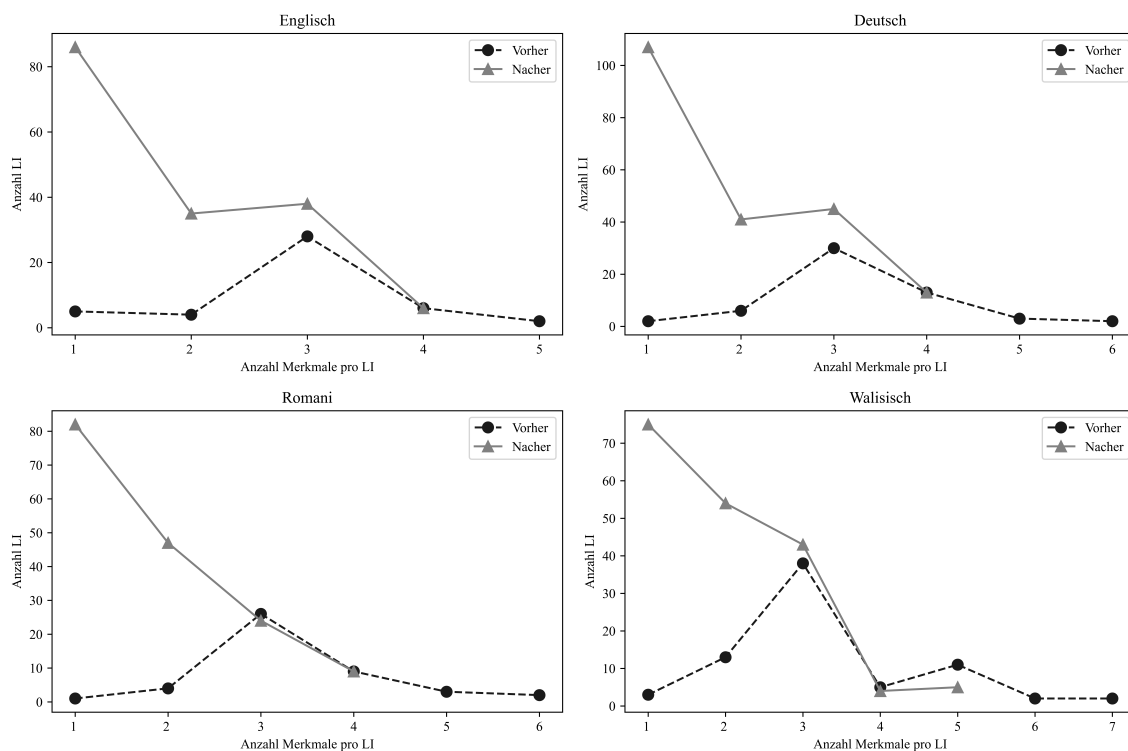 Englisch
Vorher
Nacher
80
60
40
20
0
Anzahl LI
1 2 3 4 5
Anzahl Merkmale pro LI
Deutsch
Vorher
Nacher
100
80
60
40
20
0
Anzahl LI
1 2 3 4 5 6
Anzahl Merkmale pro LI
Romani
Vorher
Nacher
80
70
60
50
40
30
20
10
0
Anzahl LI
1 2 3 4 5 6
Anzahl Merkmale pro LI
Walisisch
Vorher
Nacher
70
60
50
40
30
20
10
0
Anzahl LI
1 2 3 4 5 6 7
Anzahl Merkmale pro LI